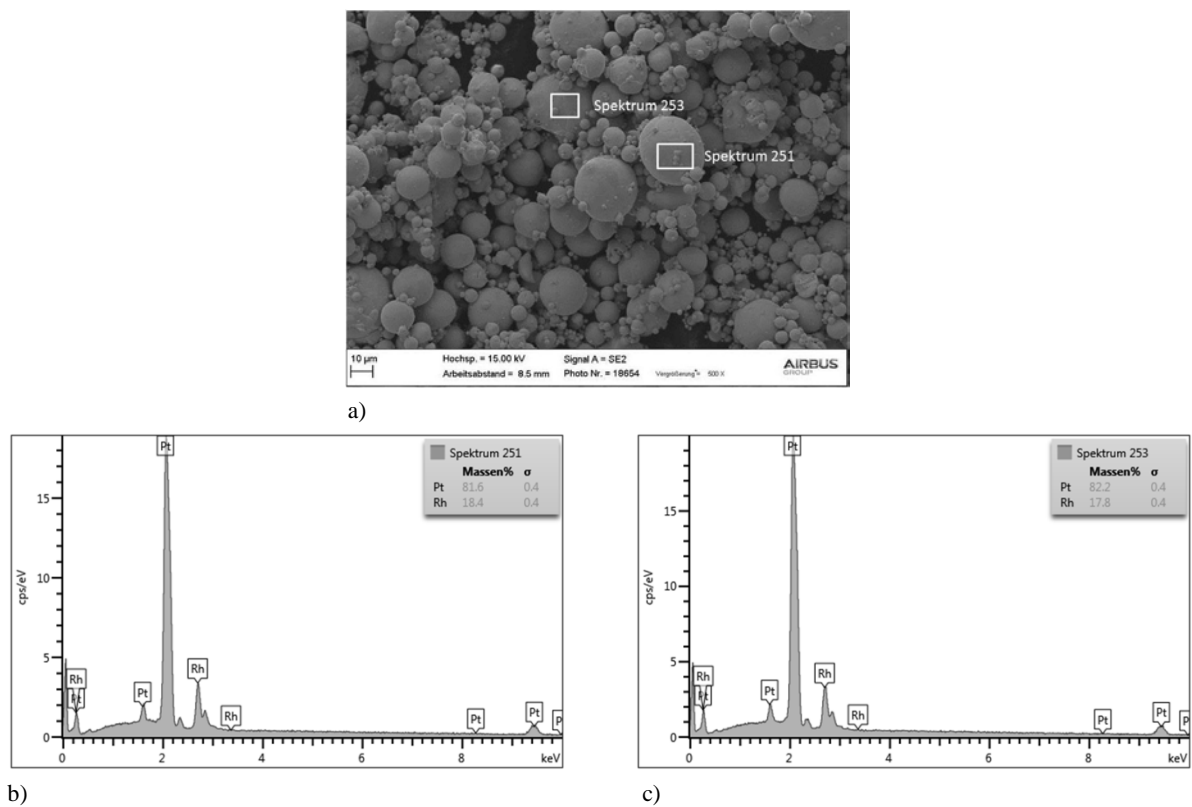 Spektrum 253
Spektrum 251
10 µm
Hochsp. = 15.00 kV Signal A = SE2
Arbeitsabstand = 8.5 mm Photo Nr. = 18654 Vergrößerung = 500 X
AIRBUS
GROUP
a)
Pt
Spektrum 251
Massen% σ
Pt 81.6 0.4
Rh 18.4 0.4
15
10
cps/eV
5
Rh
Pt
Pt
Rh
Rh
Pt
Pt
0
0 2 4 6 8 keV
b)
Pt
Spektrum 253
Massen% σ
Pt 82.2 0.4
Rh 17.8 0.4
15
10
cps/eV
5
Rh
Pt
Pt
Rh
Rh
Pt
Pt
0
0 2 4 6 8 keV
c)